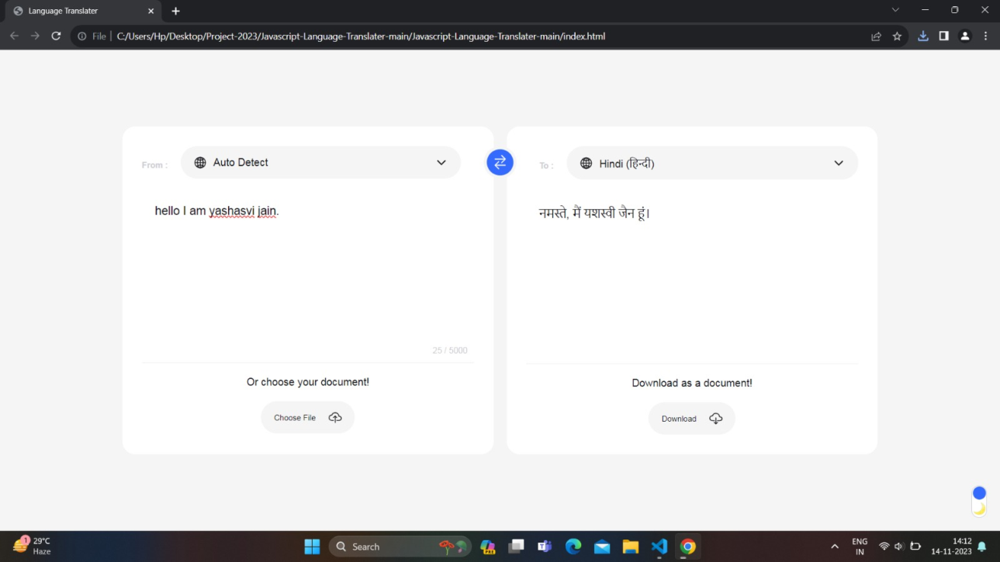 Language Translater
File
C:/Users/Hp/Desktop/Project-2023/Javascript-Language-Translater-main/Javascript-Language-Translater-main/index.html
From :
Auto Detect
To :
Hindi (हिन्दी)
hello I am yashasvi jain.
नमस्ते, मैं यशस्वी जैन हूं।
25 / 5000
Or choose your document!
Choose File
Download as a document!
Download
1
29°C
Haze
Search
PRE
ENG
IN
14:12
14-11-2023